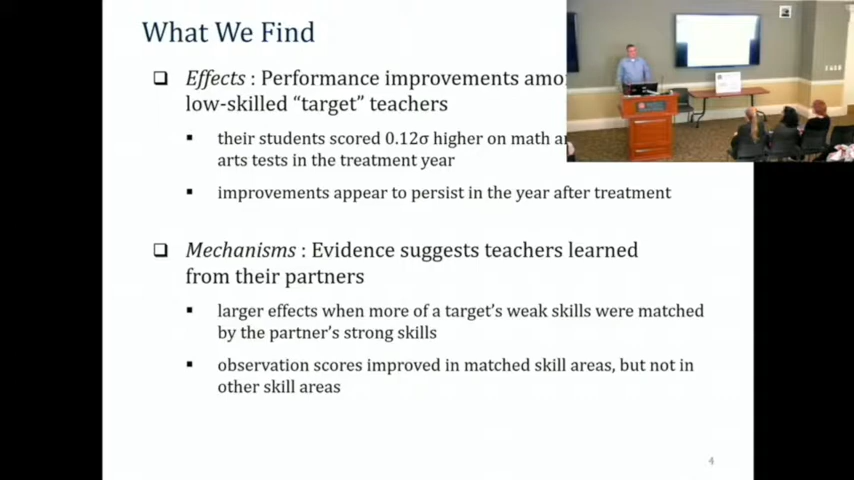 What We Find
Effects : Performance improvements
low-skilled “target” teachers
their students scored 0.12σ higher on math
arts tests in the treatment year
improvements appear to persist in the year after treatment
Mechanisms : Evidence suggests teachers learned
from their partners
larger effects when more of a target's weak skills were matched
by the partner's strong skills
observation scores improved in matched skill areas, but not in
other skill areas
4